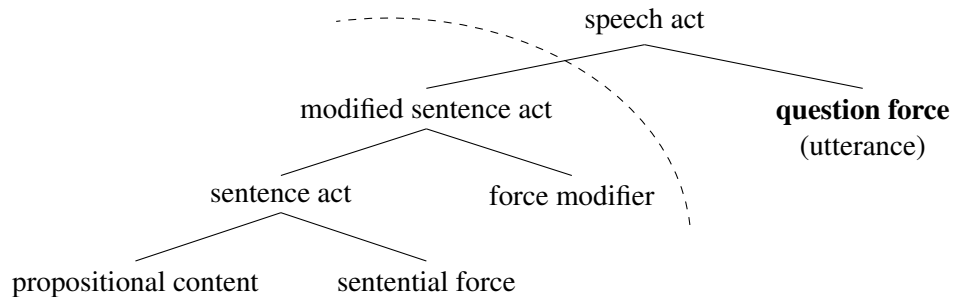 speech act
modified sentence act
question force
(utterance)
sentence act
force modifier
propositional content
sentential force